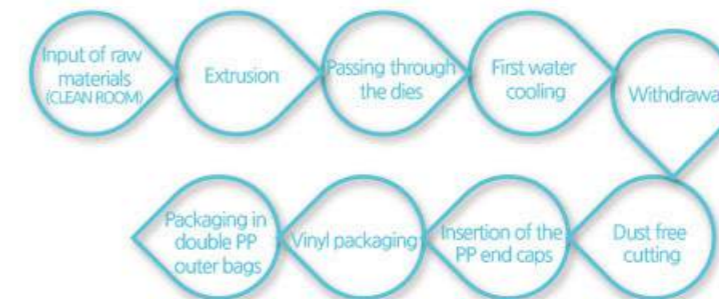 Input of raw
materials
(CLEAN ROOM)
Extrusion
Passing through
the dies
First water
cooling
Withdrawa
Dust free
cutting
Insertion of the
PP end caps
Vinyl packaging
Packaging in
double PP
outer bags